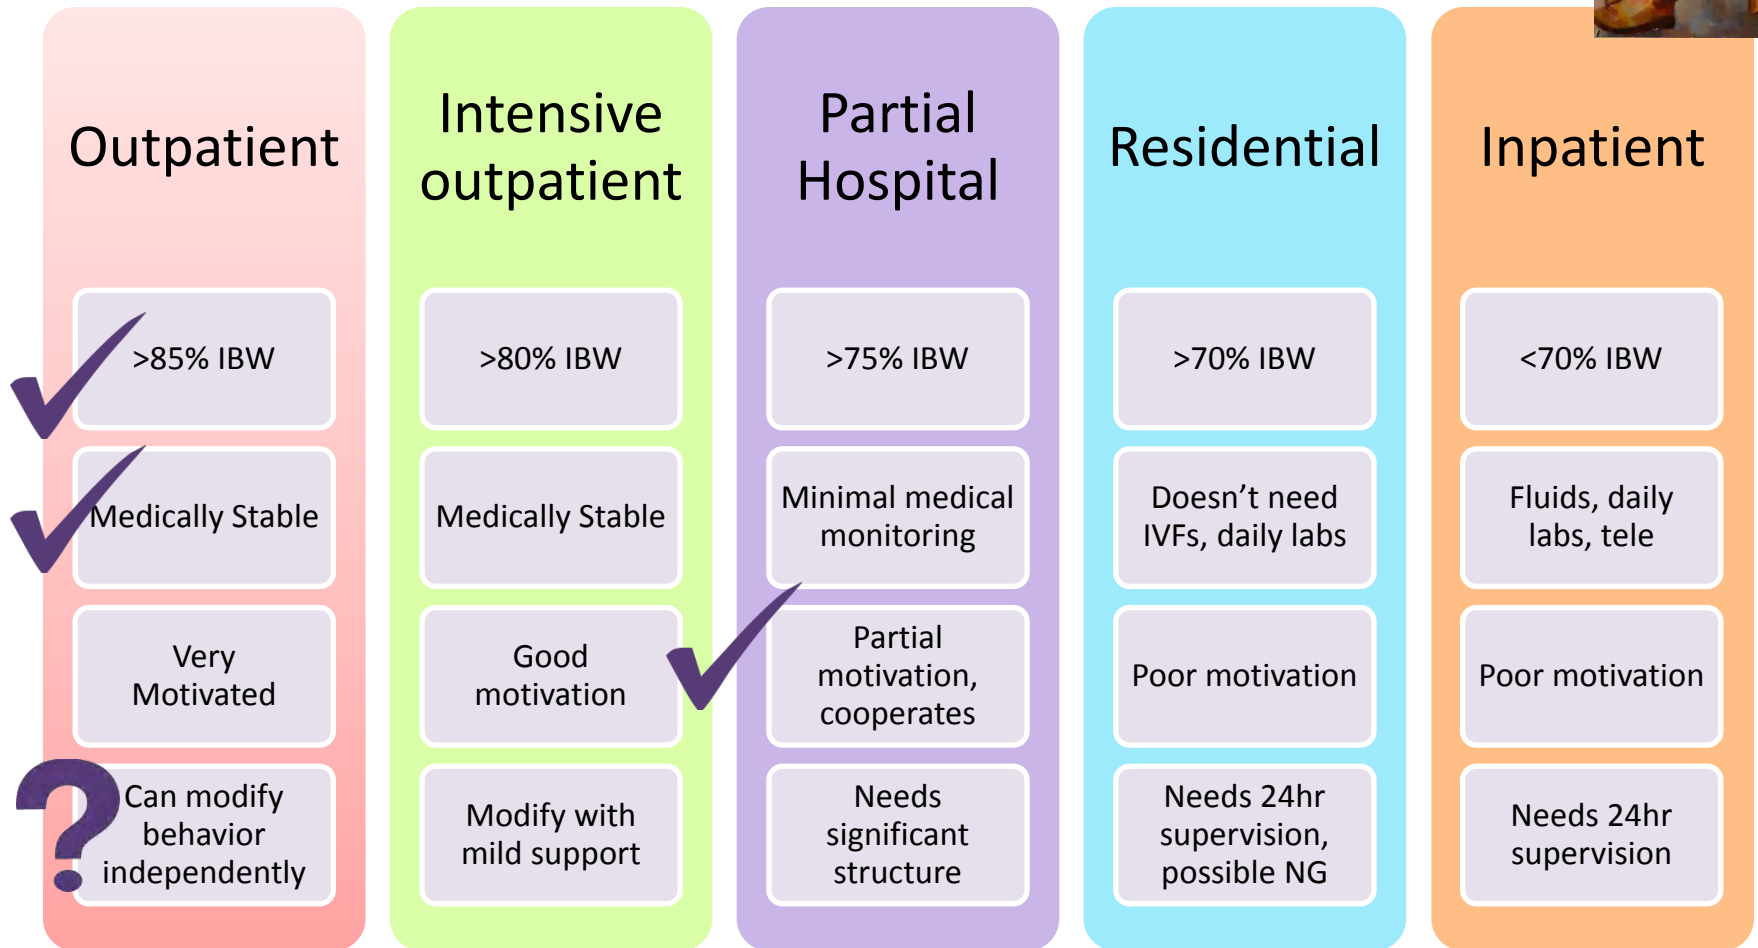 Outpatient
Intensive
outpatient
Partial
Hospital
Residential
Inpatient
>85% IBW
>80% IBW
>75% IBW
>70% IBW
<70% IBW
Medically Stable
Medically Stable
Minimal medical
monitoring
Doesn’t need
IVFs, daily labs
Fluids, daily
labs, tele
Very
Motivated
Good
motivation
Partial
motivation,
cooperates
Poor motivation
Poor motivation
?
Can modify
behavior
independently
Modify with
mild support
Needs
significant
structure
Needs 24hr
supervision,
possible NG
Needs 24hr
supervision